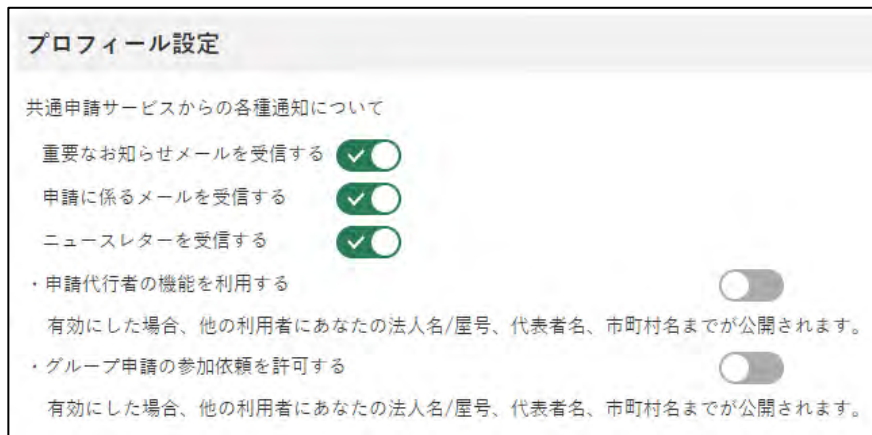 プロフィール設定
共通申請サービスからの各種通知について
重要なお知らせメールを受信する
申請に係るメールを受信する
ニュースレターを受信する
・申請代行者の機能を利用する
有効にした場合、他の利用者にあなたの法人名/屋号、代表者名、市町村名までが公開されます。
・グループ申請の参加依頼を許可する
有効にした場合、他の利用者にあなたの法人名/屋号、代表者名、市町村名までが公開されます。